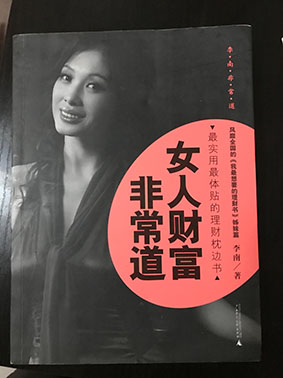 李·南·非·常·道
风靡全国的《我最想要的理财书》姊妹篇
李南/著
▼最实用最体贴的理财枕边书▲
女人财富
非常道